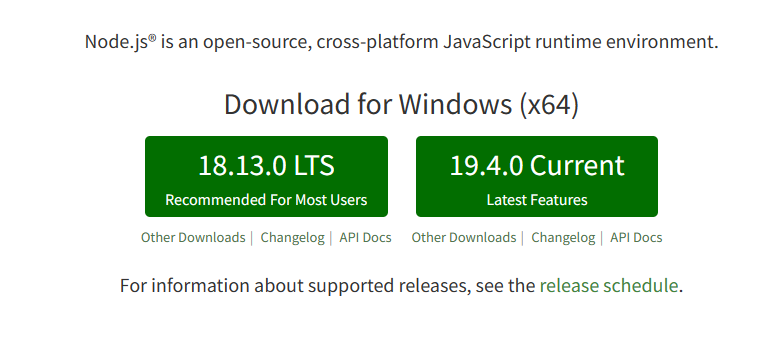 Node.js® is an open-source, cross-platform JavaScript runtime environment.
Download for Windows (x64)
18.13.0 LTS
Recommended For Most Users
19.4.0 Current
Latest Features
Other Downloads | Changelog | API Docs
Other Downloads | Changelog | API Docs
For information about supported releases, see the release schedule.